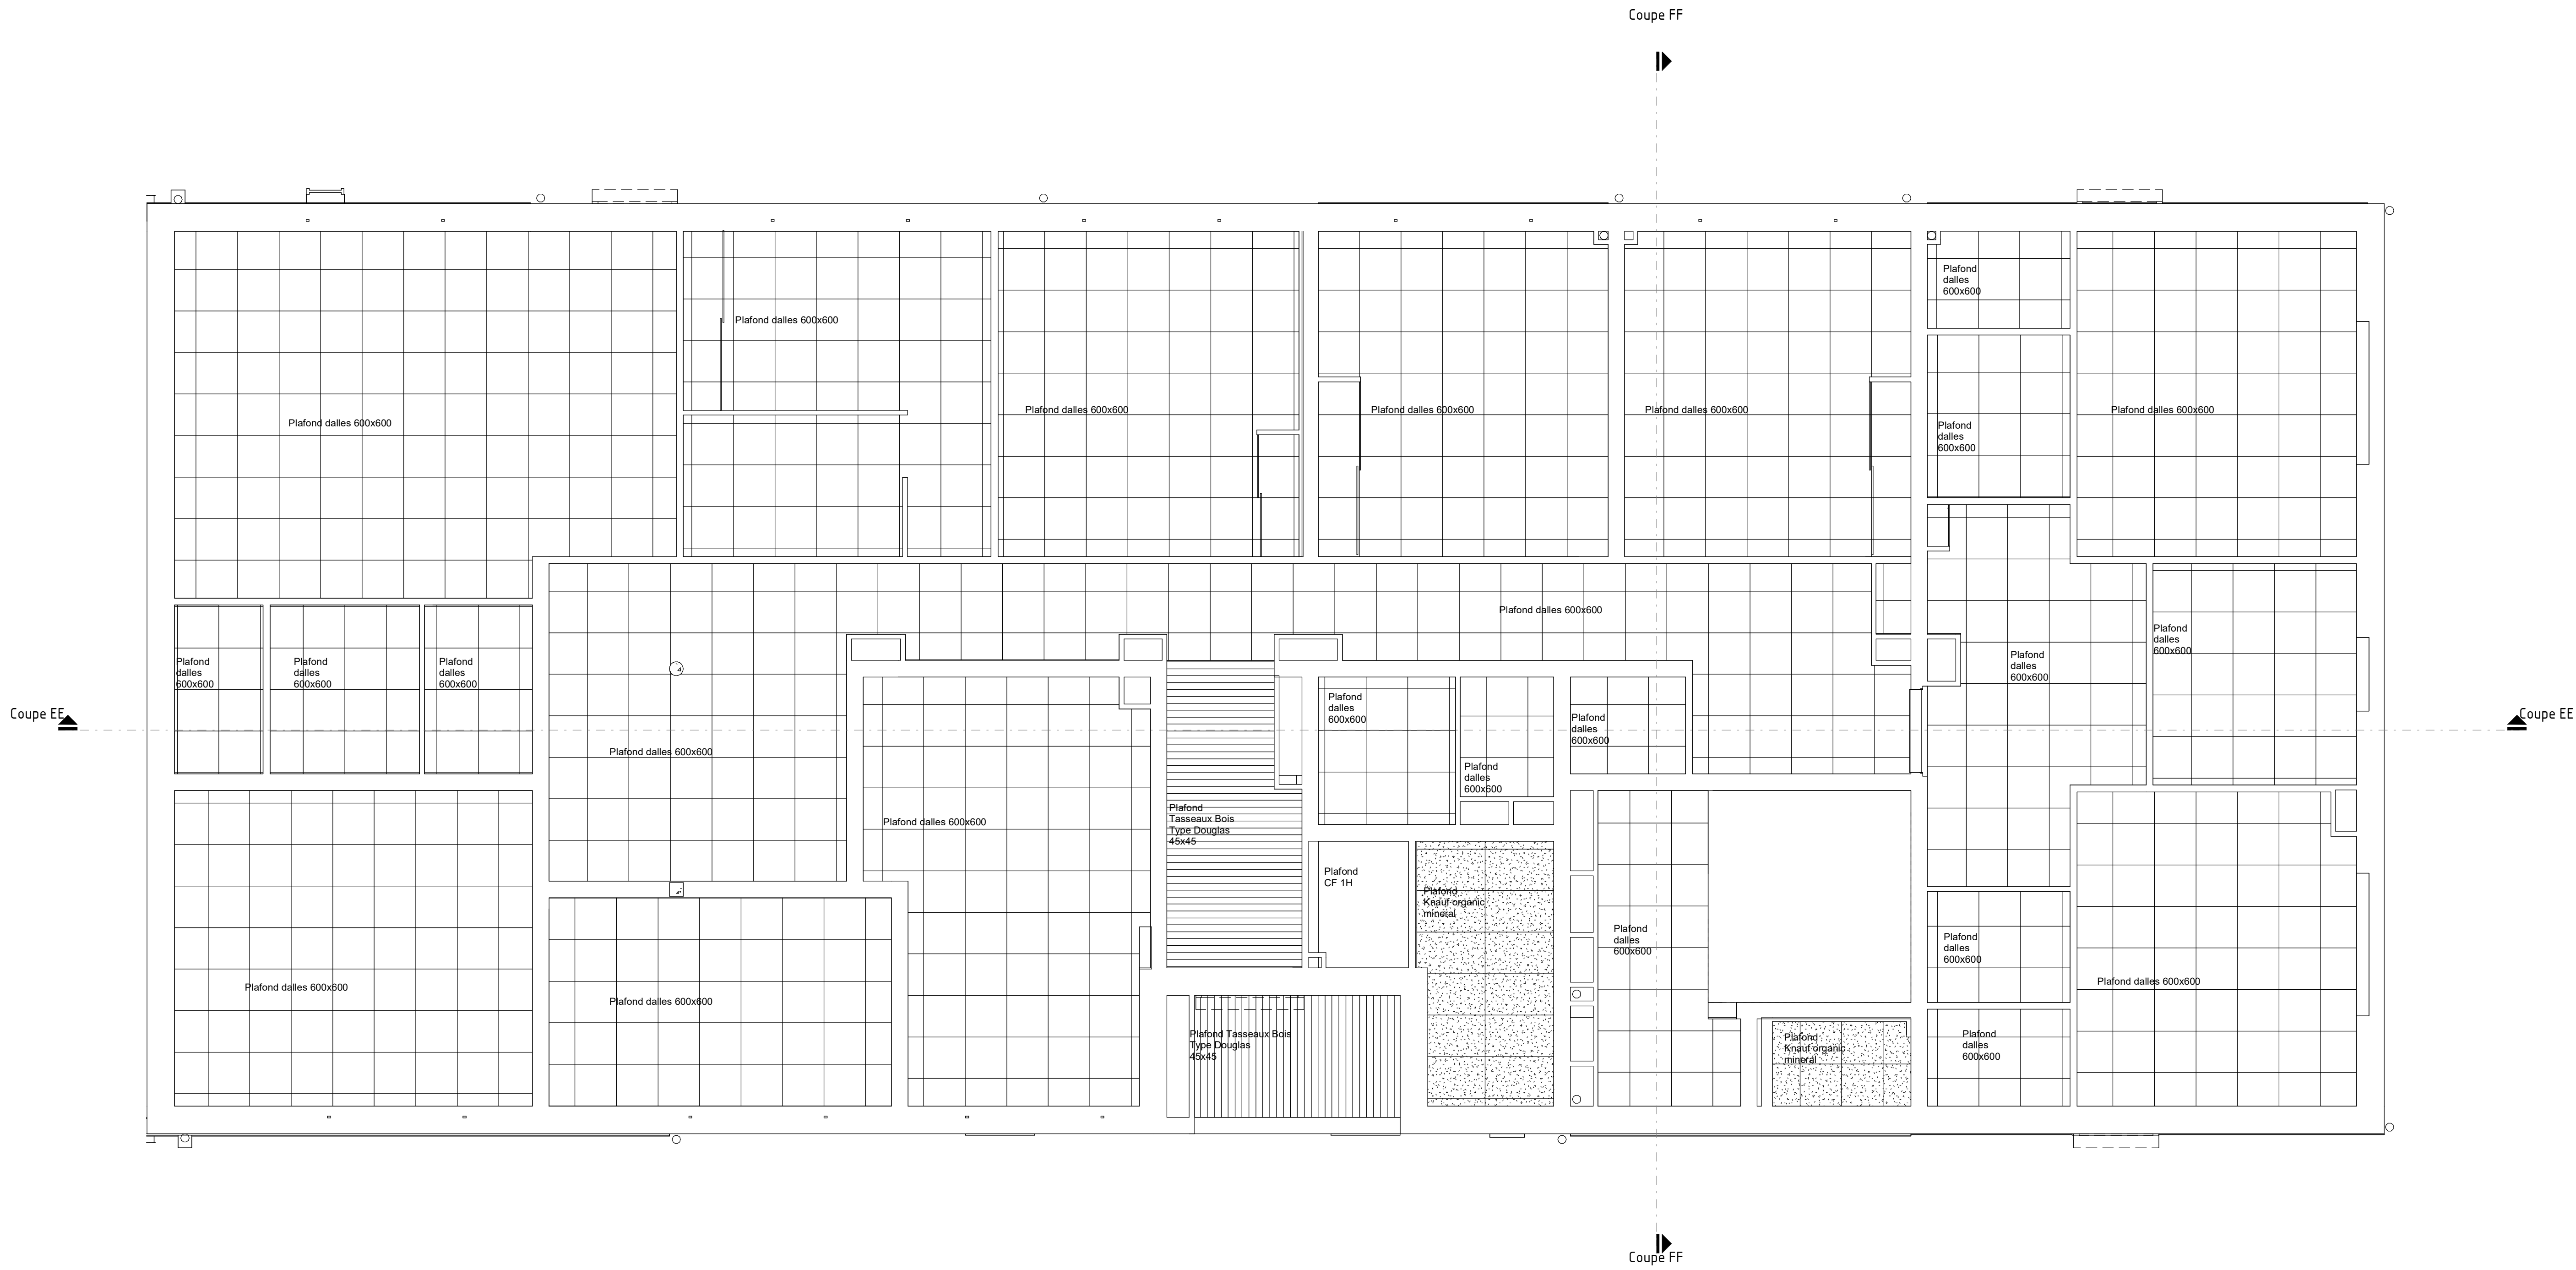 Coupe FF
Plafond
dalles
600x600
Plafond dalles 600x600
Plafond dalles 600x600
Plafond dalles 600x600
Plafond dalles 600x600
Plafond dalles 600x600
Plafond dalles 600x600
Plafond
dalles
600x600
Plafond dalles 600x600
Plafond
dalles
600x600
Plafond
dalles
600x600
Plafond
dalles
600x600
Plafond
dalles
600x600
Plafond
dalles
600x600
Plafond
dalles
600x600
Plafond
dalles
600x600
Coupe EE
Plafond
dalles
600x600
Coupe EE
Plafond dalles 600x600
Plafond
dalles
600x600
Plafond dalles 600x600
Plafond
Tasseaux Bois
Type Douglas
45x45
Plafond
CF 1H
Plafond
Knauf organic
mineral
Plafond
dalles
600x600
Plafond
dalles
600x600
Plafond dalles 600x600
Plafond dalles 600x600
Plafond dalles 600x600
Plafond Tasseaux Bois
Type Douglas
45x45
Plafond
Knauf organic
mineral
Plafond
dalles
600x600
Coupe FF